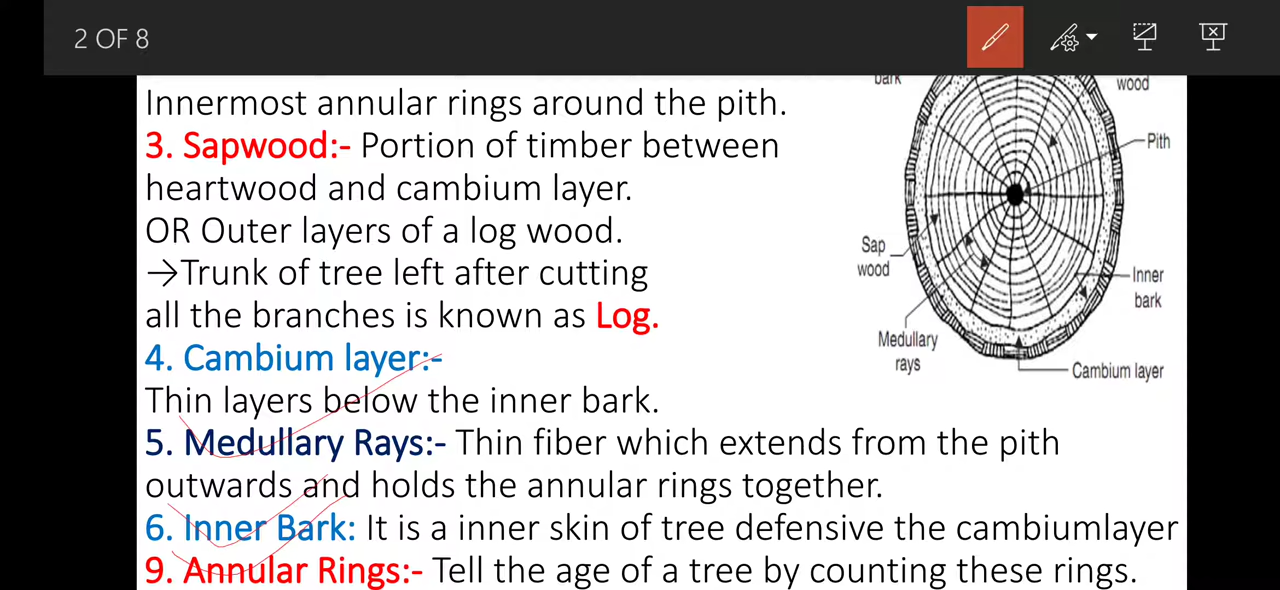 2 OF 8
Innermost annular rings around the pith.
3. Sapwood:- Portion of timber between
heartwood and cambium layer.
OR Outer layers of a log wood.
→Trunk of tree left after cutting
all the branches is known as Log.
4. Cambium layer:-
Thin layers below the inner bark.
5. Medullary Rays:- Thin fiber which extends from the pith
outwards and holds the annular rings together.
6. Inner Bark: It is a inner skin of tree defensive the cambiumlayer
9. Annular Rings:- Tell the age of a tree by counting these rings.
bark
wood
Pith
Sap
wood
Inner
bark
Medullary
rays
Cambium layer